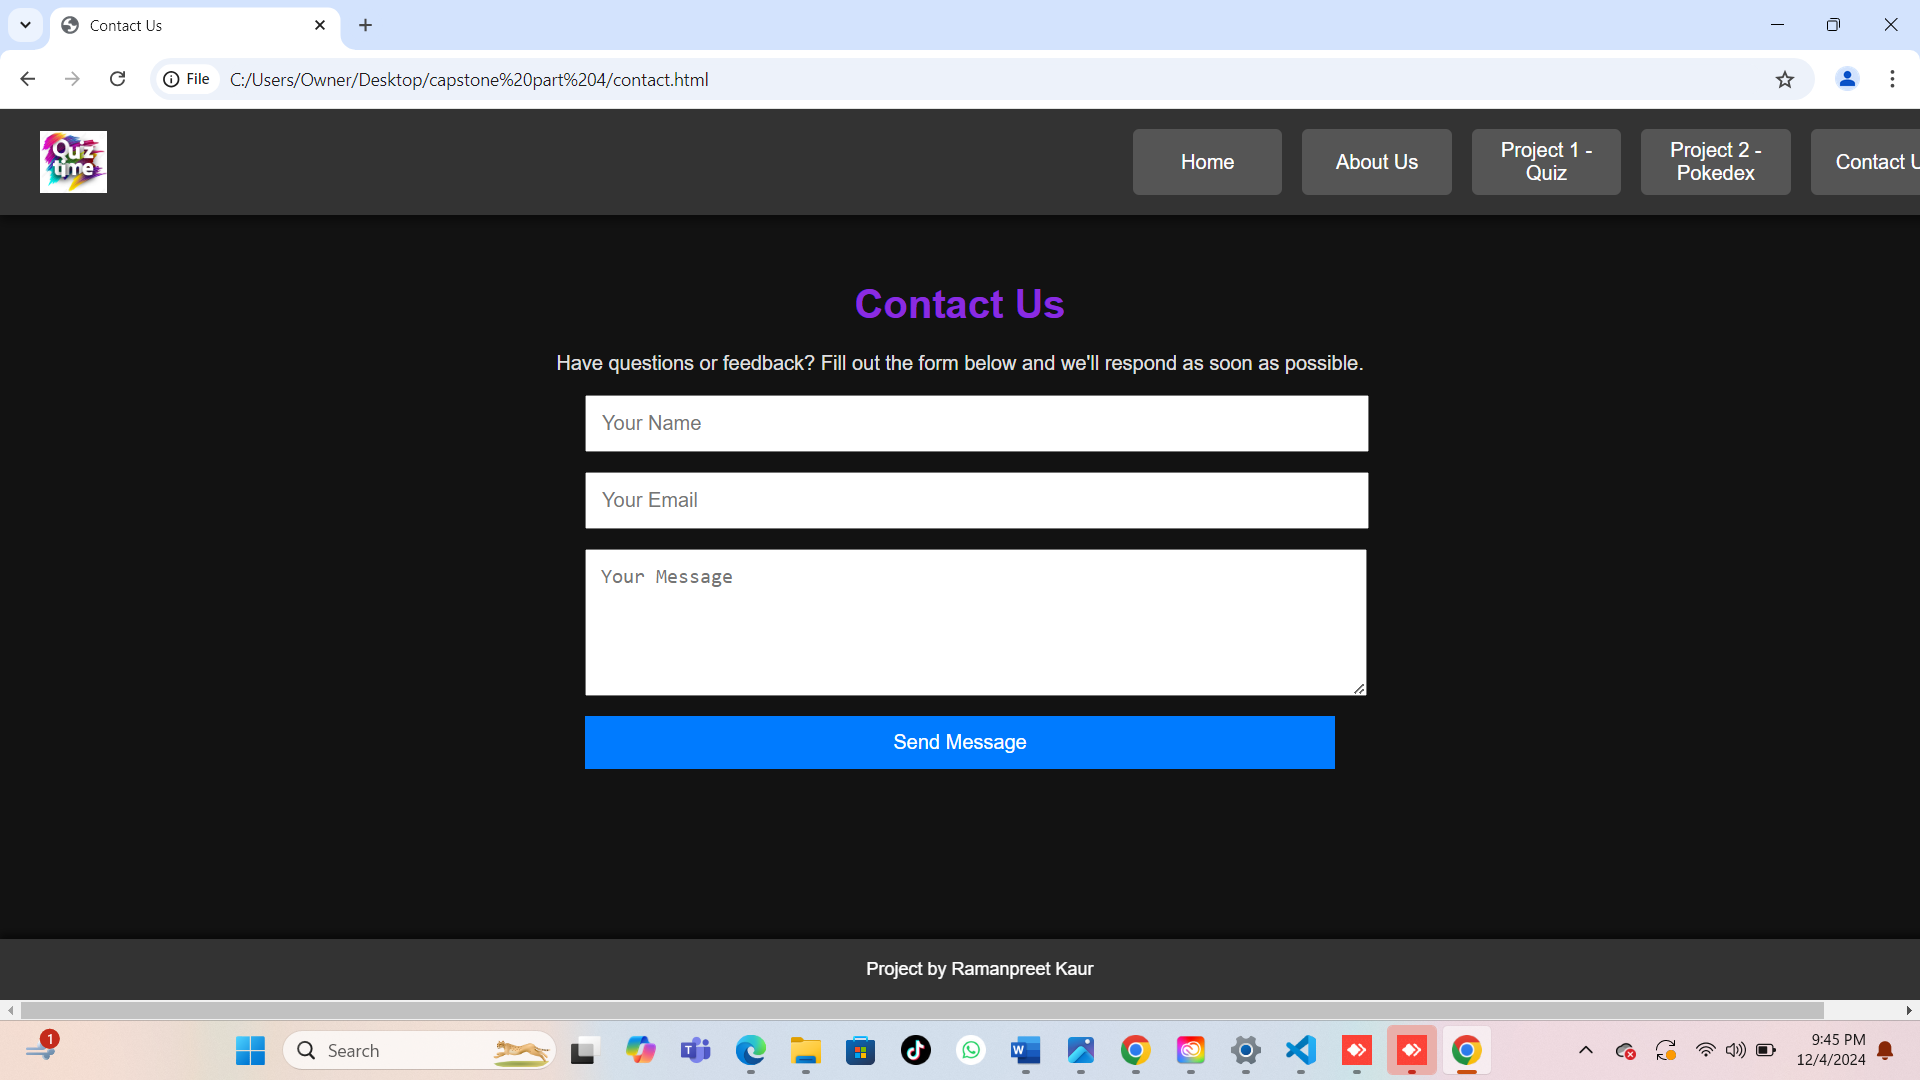 Contact Us
File
C:/Users/Owner/Desktop/capstone%20part%204/contact.html
Quiz
time
Home
About Us
Project 1 -
Quiz
Project 2 -
Pokedex
Contact U
Contact Us
Have questions or feedback? Fill out the form below and we'll respond as soon as possible.
Your Name
Your Email
Your Message
Send Message
Project by Ramanpreet Kaur
1
Search
T
W
9:45 PM
12/4/2024